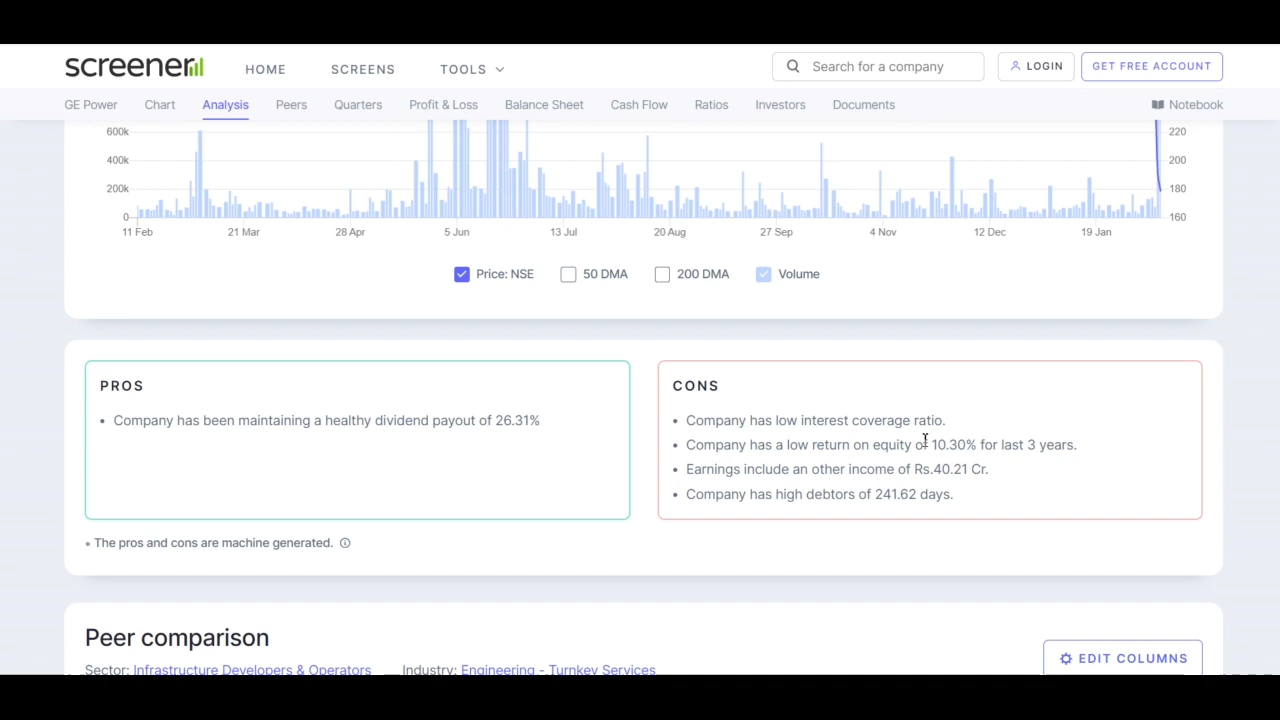 screener HOME SCREENS TOOLS Search for a company LOGIN GET FREE ACCOUNT
GE Power Chart Analysis Peers Quarters Profit & Loss Balance Sheet Cash Flow Ratios Investors Documents Notebook
600k 220
400k 200
200k 180
0 160
11 Feb 21 Mar 28 Apr 5 Jun 13 Jul 20 Aug 27 Sep 4 Nov 12 Dec 19 Jan
Price: NSE 50 DMA 200 DMA Volume
PROS
• Company has been maintaining a healthy dividend payout of 26.31%
CONS
• Company has low interest coverage ratio.
• Company has a low return on equity of 10.30% for last 3 years.
• Earnings include an other income of Rs.40.21 Cr.
• Company has high debtors of 241.62 days.
* The pros and cons are machine generated.
Peer comparison
EDIT COLUMNS
Sector: Infrastructure Developers & Operators Industry: Engineering - Turnkey Services